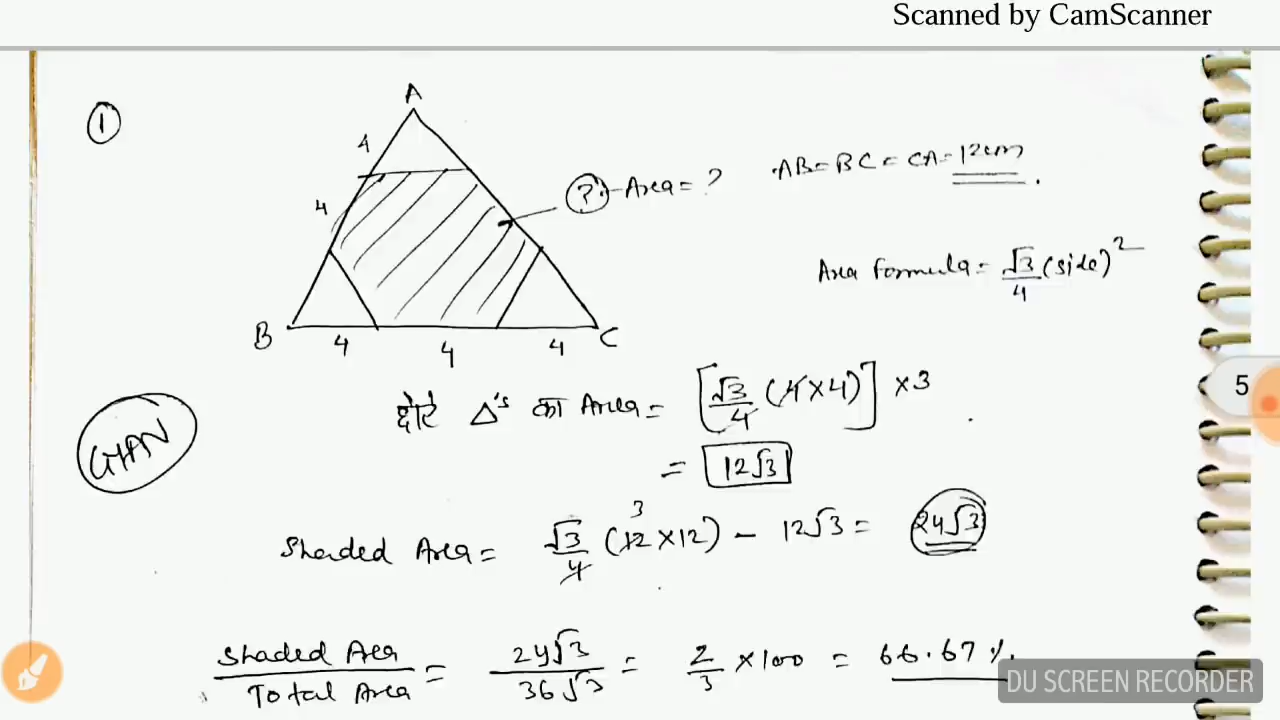 Scanned by CamScanner
①
A
4
4
?. Area = ?
AB = BC = CA = 12 cm
Area formula = √3/4 (side)²
B 4 4 4 C
छोटे Δ's का Area = [√3/4 (4×4)] ×3
= 12√3
Shaded Area = √3/4 (12 3 ×12) − 12√3 = 24√3
Shaded Area/Total Area = 24√3/36√3 = 2/3 ×100 = 66.67 %.
5
DU SCREEN RECORDER